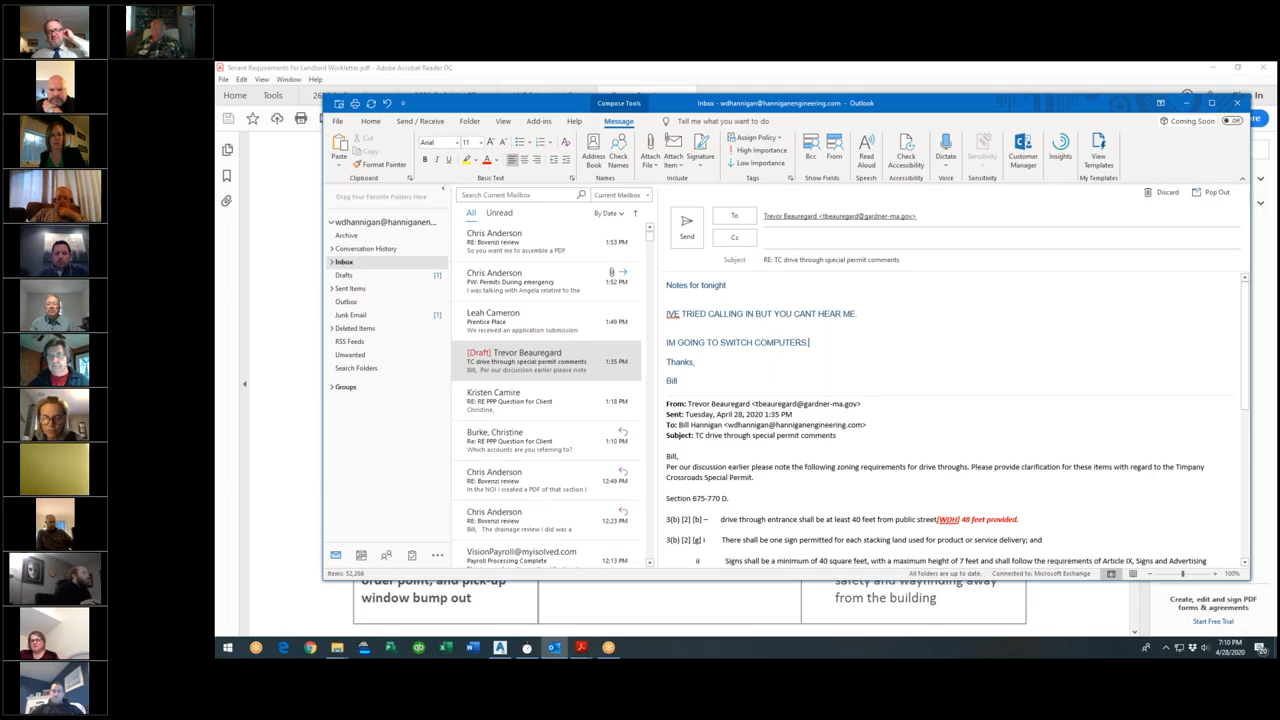 Tenant Requirements for Landlord Workletter.pdf - Adobe Acrobat Reader DC
File Edit View Window Help
Home Tools
Compose Tools
Inbox - wdhannigan@hanniganengineering.com - Outlook
File Home Send / Receive Folder View Add-ins Help Message Tell me what you want to do
Coming Soon Off
Paste
Cut
Copy
Format Painter
Clipboard
Arial 11
Basic Text
Address Book
Check Names
Names
Attach File
Attach Item
Signature
Include
Assign Policy
High Importance
Low Importance
Tags
Bcc
From
Show Fields
Read Aloud
Speech
Check Accessibility
Accessibility
Dictate
Voice
Sensitivity
Sensitivity
Customer Manager
Insights
View Templates
My Templates
Drag Your Favorite Folders Here
wdhannigan@hanniganen...
Archive
Conversation History
Inbox
Drafts [1]
Sent Items
Outbox
Junk Email [1]
Deleted Items
RSS Feeds
Unwanted
Search Folders
Groups
Search Current Mailbox Current Mailbox
All Unread By Date
Chris Anderson
RE: Bovenzi review 1:53 PM
So you want me to assemble a PDF
Chris Anderson
FW: Permits During emergency 1:52 PM
I was talking with Angela relative to the
Leah Cameron
Prentice Place 1:49 PM
We received an application submission
[Draft] Trevor Beauregard
TC drive through special permit comments 1:35 PM
Bill, Per our discussion earlier please note
Kristen Camire
RE: RE PPP Question for Client 1:18 PM
Christine,
Burke, Christine
Re: RE PPP Question for Client 1:10 PM
Which accounts are you referring to?
Chris Anderson
RE: Bovenzi review 12:49 PM
In the NOI i created a PDF of that section I
Chris Anderson
RE: Bovenzi review 12:23 PM
Bill, The drainage review I did was a
VisionPayroll@myisolved.com
Payroll Processing Complete 12:13 PM
Discard Pop Out
Send
To Trevor Beauregard <tbeauregard@gardner-ma.gov>
Cc
Subject RE: TC drive through special permit comments
Notes for tonight
IVE TRIED CALLING IN BUT YOU CANT HEAR ME.
IM GOING TO SWITCH COMPUTERS.
Thanks,
Bill
From: Trevor Beauregard <tbeauregard@gardner-ma.gov>
Sent: Tuesday, April 28, 2020 1:35 PM
To: Bill Hannigan <wdhannigan@hanniganengineering.com>
Subject: TC drive through special permit comments
Bill,
Per our discussion earlier please note the following zoning requirements for drive throughs. Please provide clarification for these items with regard to the Timpany
Crossroads Special Permit.
Section 675-770 D.
3(b) [2] [b] – drive through entrance shall be at least 40 feet from public street[WDH] 48 feet provided.
3(b) [2] [g] i There shall be one sign permitted for each stacking land used for product or service delivery; and
ii Signs shall be a minimum of 40 square feet, with a maximum height of 7 feet and shall follow the requirements of Article IX, Signs and Advertising
Items: 52,266
All folders are up to date. Connected to: Microsoft Exchange 100%
order point, and pick-up
window bump out
safety and wayfinding away
from the building
Create, edit and sign PDF
forms & agreements
Start Free Trial
7:10 PM
4/28/2020